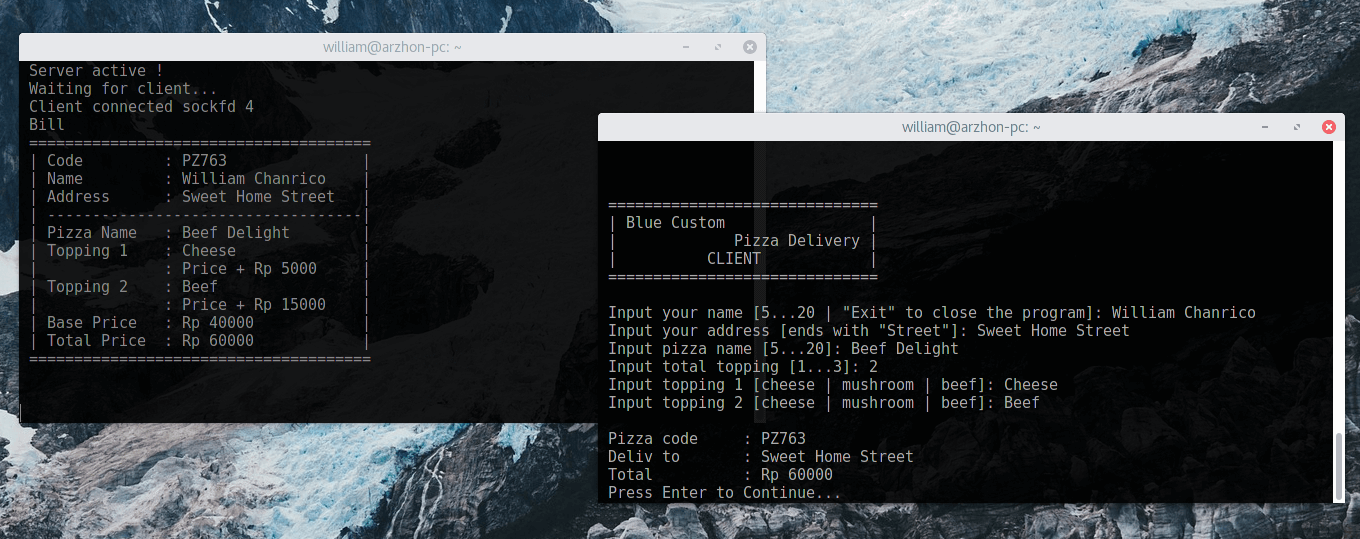 william@arzhon-pc: ~
Server active !
Waiting for client...
Client connected sockfd 4
Bill
======================================
| Code         : PZ763               |
| Name         : William Chanrico    |
| Address      : Sweet Home Street   |
| -----------------------------------|
| Pizza Name   : Beef Delight        |
| Topping 1    : Cheese              |
|              : Price + Rp 5000     |
| Topping 2    : Beef                |
|              : Price + Rp 15000    |
| Base Price   : Rp 40000            |
| Total Price  : Rp 60000            |
======================================
william@arzhon-pc: ~
==============================
| Blue Custom                |
|             Pizza Delivery |
|          CLIENT            |
==============================
Input your name [5...20 | "Exit" to close the program]: William Chanrico
Input your address [ends with "Street"]: Sweet Home Street
Input pizza name [5...20]: Beef Delight
Input total topping [1...3]: 2
Input topping 1 [cheese | mushroom | beef]: Cheese
Input topping 2 [cheese | mushroom | beef]: Beef
Pizza code     : PZ763
Deliv to       : Sweet Home Street
Total          : Rp 60000
Press Enter to Continue...